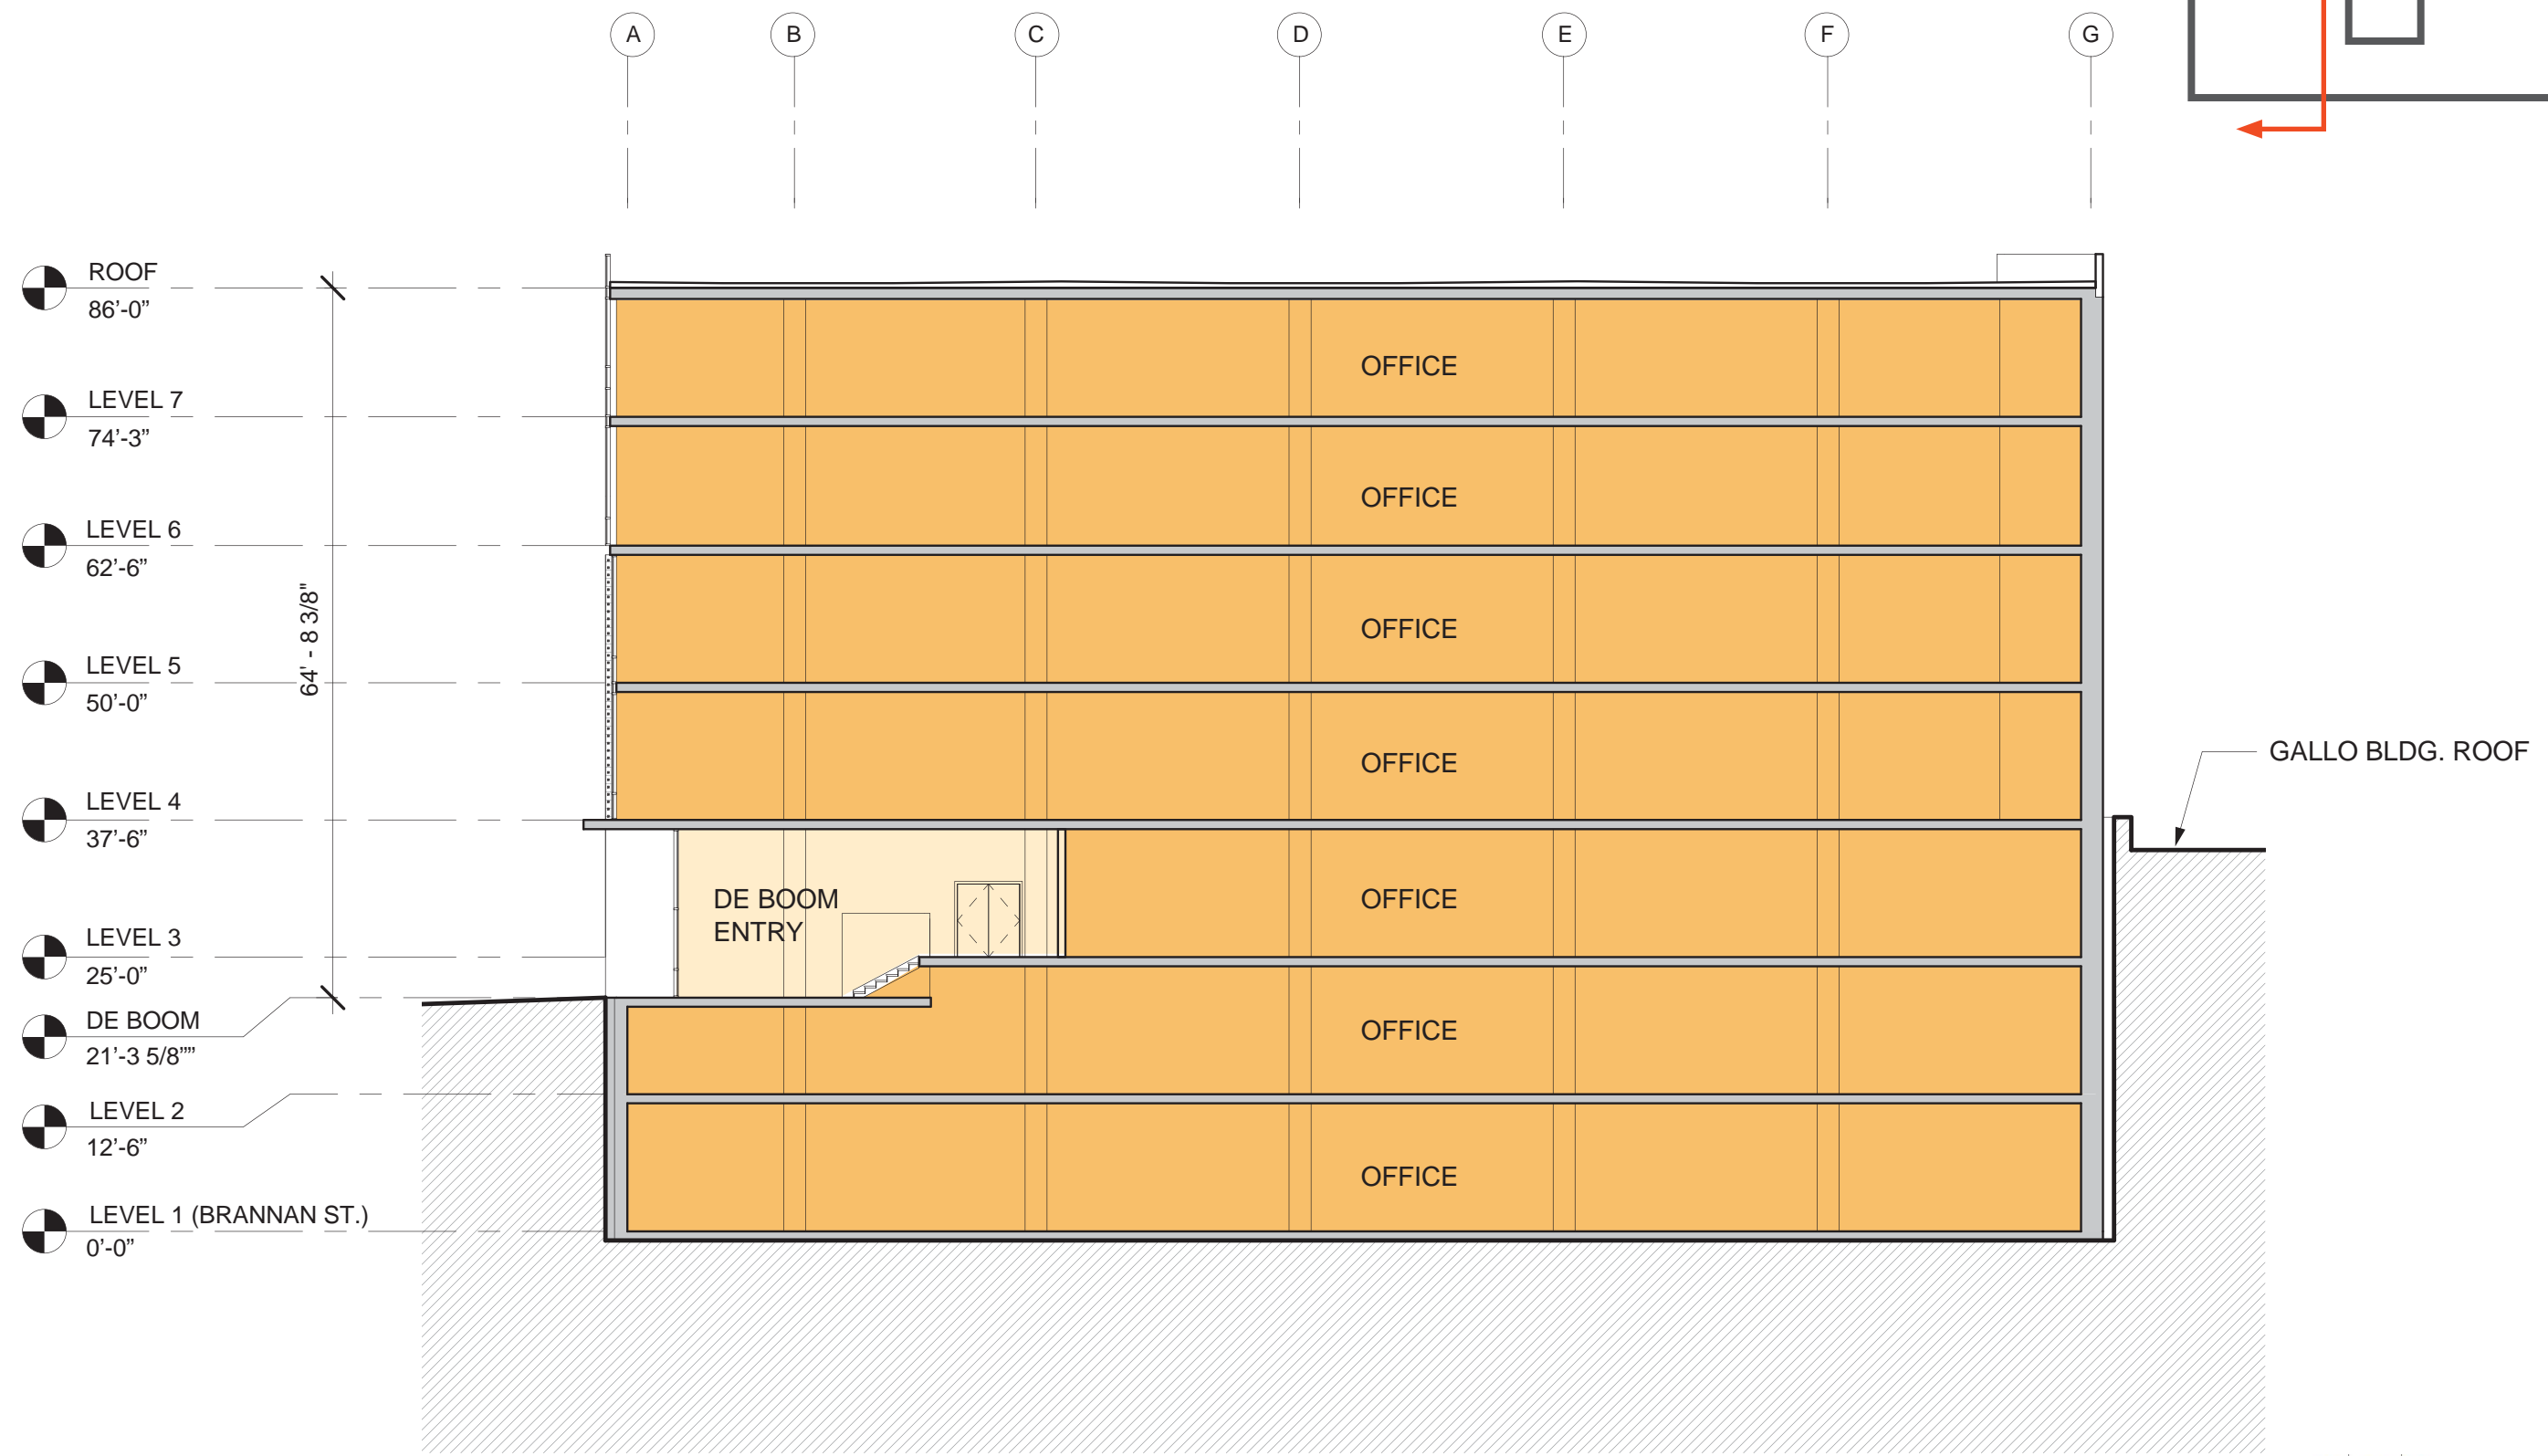 A B C D E F G
ROOF
86’-0”
LEVEL 7
74’-3”
LEVEL 6
62’-6”
LEVEL 5
50’-0”
LEVEL 4
37’-6”
LEVEL 3
25’-0”
DE BOOM
21’-3 5/8””
LEVEL 2
12’-6”
LEVEL 1 (BRANNAN ST.)
0’-0”
64' - 8 3/8"
OFFICE
OFFICE
OFFICE
OFFICE
DE BOOM
ENTRY
OFFICE
OFFICE
OFFICE
GALLO BLDG. ROOF